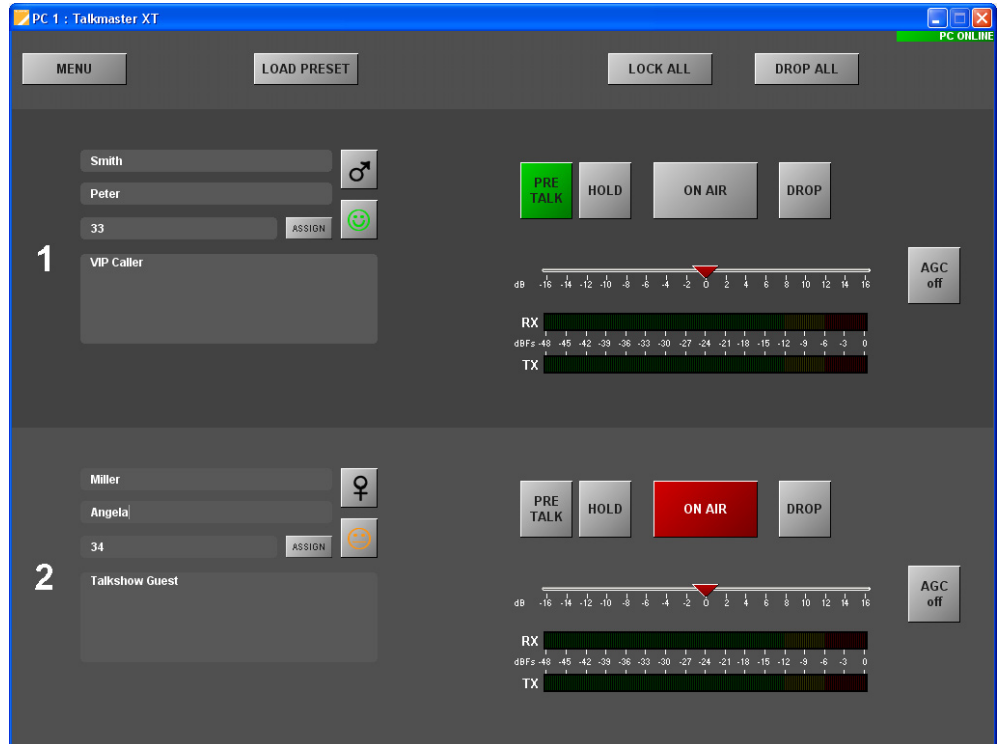 PC 1 : Talkmaster XT
PC ONLINE
MENU
LOAD PRESET
LOCK ALL
DROP ALL
1
Smith
Peter
33
ASSIGN
VIP Caller
PRE
TALK
HOLD
ON AIR
DROP
dB -16 -14 -12 -10 -8 -6 -4 -2 0 2 4 6 8 10 12 14 16
AGC
off
RX
dBFs -48 -45 -42 -39 -36 -33 -30 -27 -24 -21 -18 -15 -12 -9 -6 -3 0
TX
2
Miller
Angela
34
ASSIGN
Talkshow Guest
PRE
TALK
HOLD
ON AIR
DROP
dB -16 -14 -12 -10 -8 -6 -4 -2 0 2 4 6 8 10 12 14 16
AGC
off
RX
dBFs -48 -45 -42 -39 -36 -33 -30 -27 -24 -21 -18 -15 -12 -9 -6 -3 0
TX